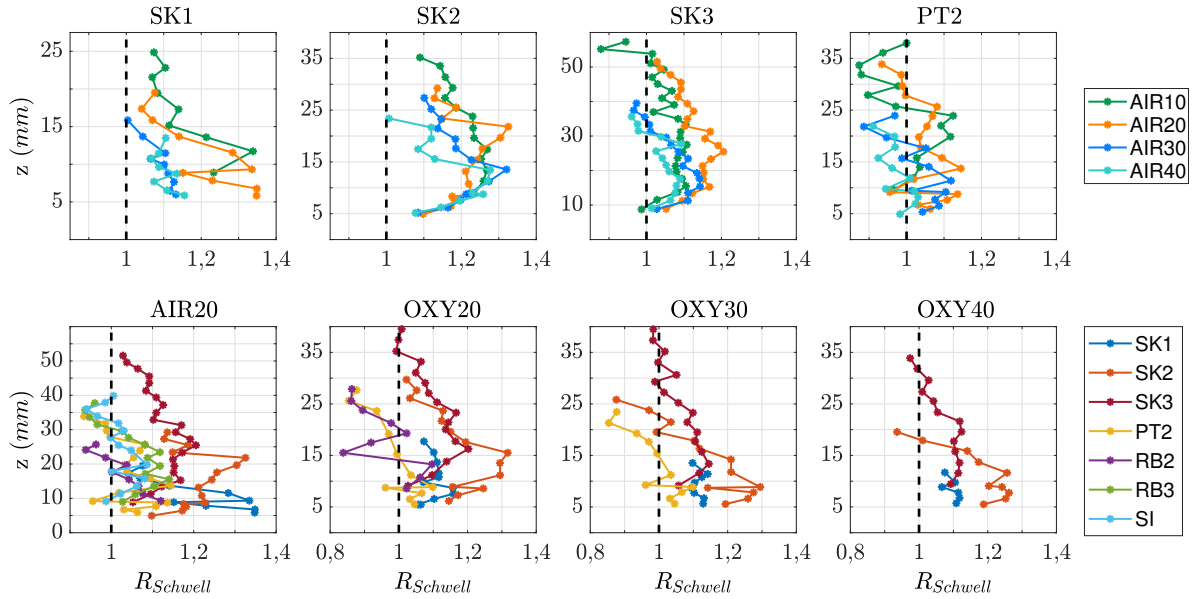 SK1 SK2 SK3 PT2
z (mm)
25
15
5
1 1,2 1,4
35
25
15
5
1 1,2 1,4
50
30
10
1 1,2 1,4
35
25
15
5
1 1,2 1,4
AIR10
AIR20
AIR30
AIR40
AIR20 OXY20 OXY30 OXY40
z (mm)
50
40
30
20
10
0
1 1,2 1,4
R_Schwell
35
25
15
5
0,8 1 1,2 1,4
R_Schwell
35
25
15
5
0,8 1 1,2 1,4
R_Schwell
35
25
15
5
0,8 1 1,2 1,4
R_Schwell
SK1
SK2
SK3
PT2
RB2
RB3
SI